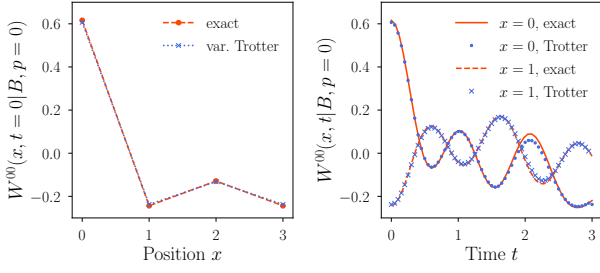 W⁰⁰(x, t = 0|B, p = 0)
0.6
0.4
0.2
0.0
−0.2
exact
var. Trotter
0
1
2
3
Position x
W⁰⁰(x, t|B, p = 0)
0.6
0.4
0.2
0.0
−0.2
x = 0, exact
x = 0, Trotter
x = 1, exact
x = 1, Trotter
0
1
2
3
Time t